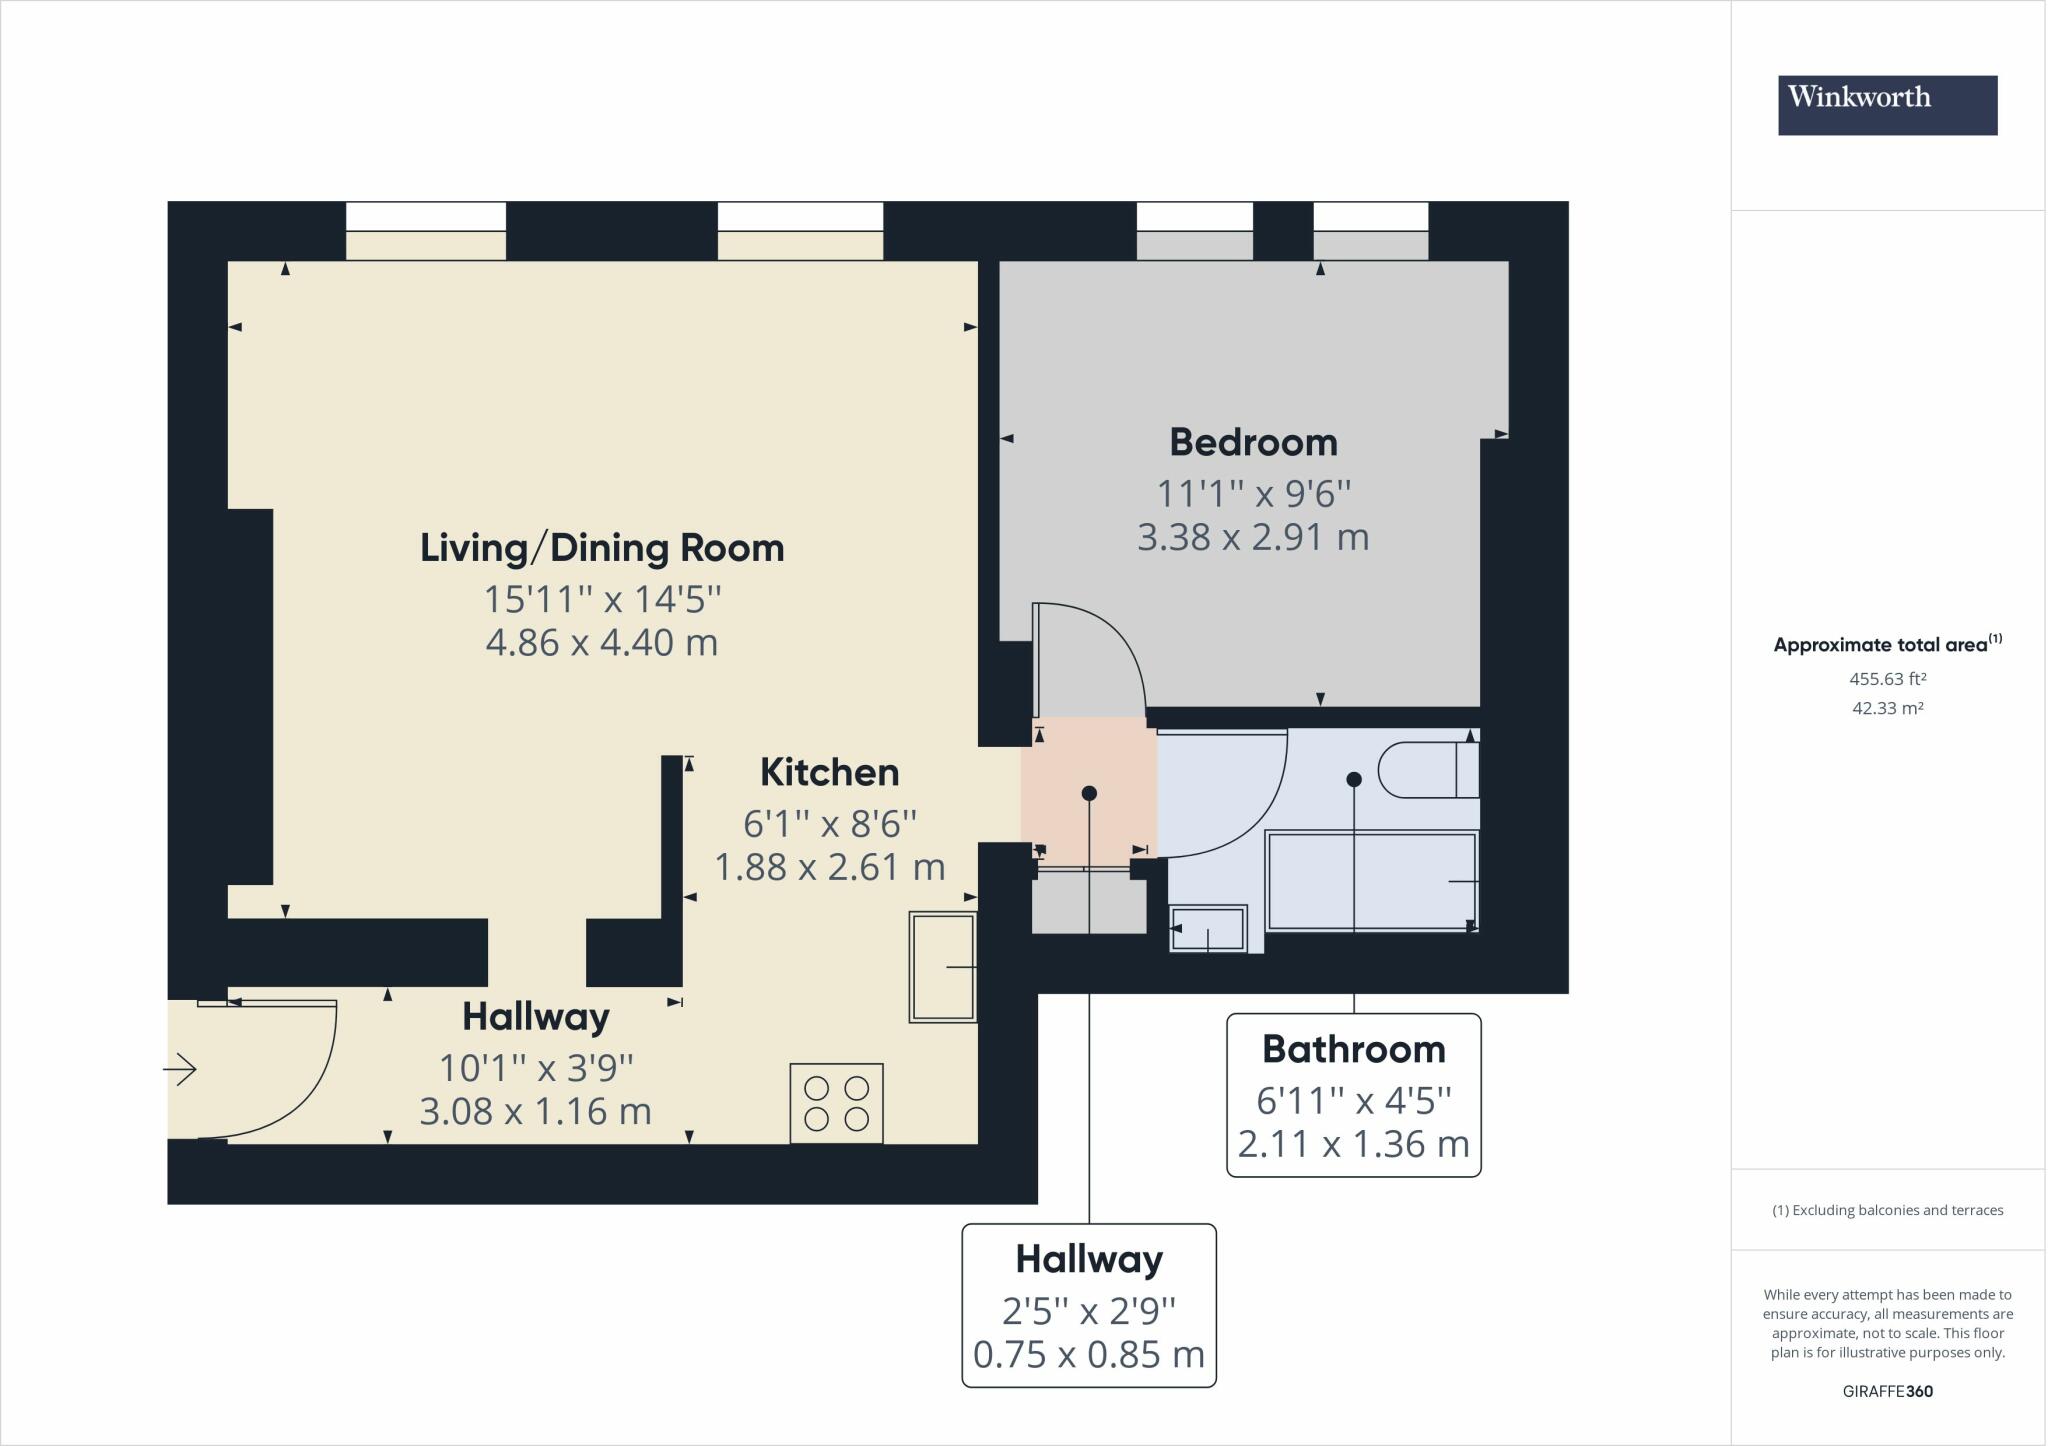 Winkworth
Living/Dining Room
15'11'' x 14'5''
4.86 x 4.40 m
Bedroom
11'1'' x 9'6''
3.38 x 2.91 m
Kitchen
6'1'' x 8'6''
1.88 x 2.61 m
Hallway
10'1'' x 3'9''
3.08 x 1.16 m
Bathroom
6'11'' x 4'5''
2.11 x 1.36 m
Hallway
2'5'' x 2'9''
0.75 x 0.85 m
Approximate total area(1)
455.63 ft²
42.33 m²
(1) Excluding balconies and terraces
While every attempt has been made to
ensure accuracy, all measurements are
approximate, not to scale. This floor
plan is for illustrative purposes only.
GIRAFFE360